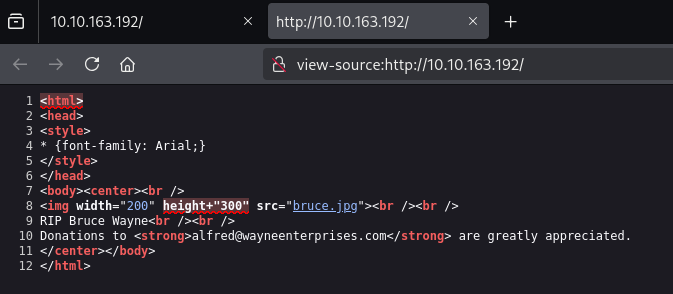 10.10.163.192/
http://10.10.163.192/
view-source:http://10.10.163.192/
1 <html>
2 <head>
3 <style>
4 * {font-family: Arial;}
5 </style>
6 </head>
7 <body><center><br />
8 <img width="200" height+"300" src="bruce.jpg"><br /><br />
9 RIP Bruce Wayne<br /><br />
10 Donations to <strong>alfred@wayneenterprises.com</strong> are greatly appreciated.
11 </center></body>
12 </html>